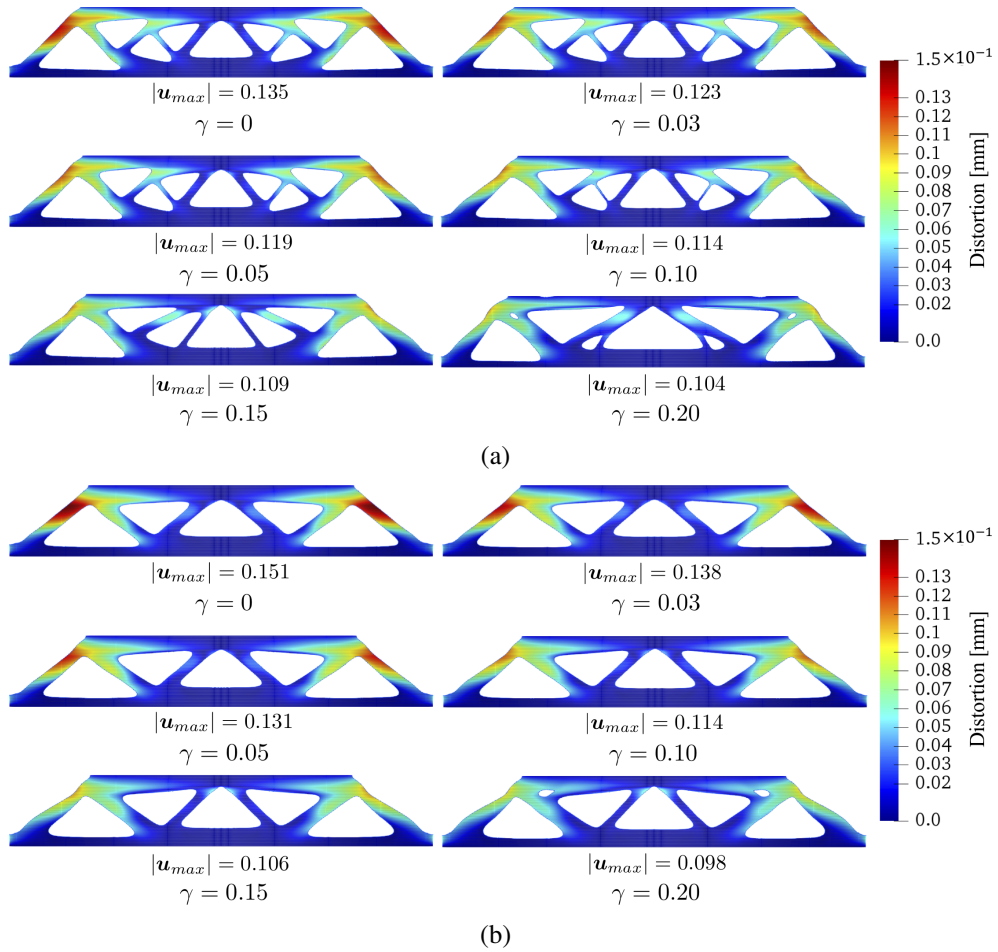 |u_max| = 0.135
γ = 0
|u_max| = 0.123
γ = 0.03
|u_max| = 0.119
γ = 0.05
|u_max| = 0.114
γ = 0.10
|u_max| = 0.109
γ = 0.15
|u_max| = 0.104
γ = 0.20
1.5×10⁻¹
0.13
0.12
0.11
0.1
0.09
0.08
0.07
0.06
0.05
0.04
0.02
0.0
Distortion [mm]
(a)
|u_max| = 0.151
γ = 0
|u_max| = 0.138
γ = 0.03
|u_max| = 0.131
γ = 0.05
|u_max| = 0.114
γ = 0.10
|u_max| = 0.106
γ = 0.15
|u_max| = 0.098
γ = 0.20
1.5×10⁻¹
0.13
0.11
0.1
0.09
0.08
0.07
0.06
0.05
0.04
0.02
0.0
Distortion [mm]
(b)